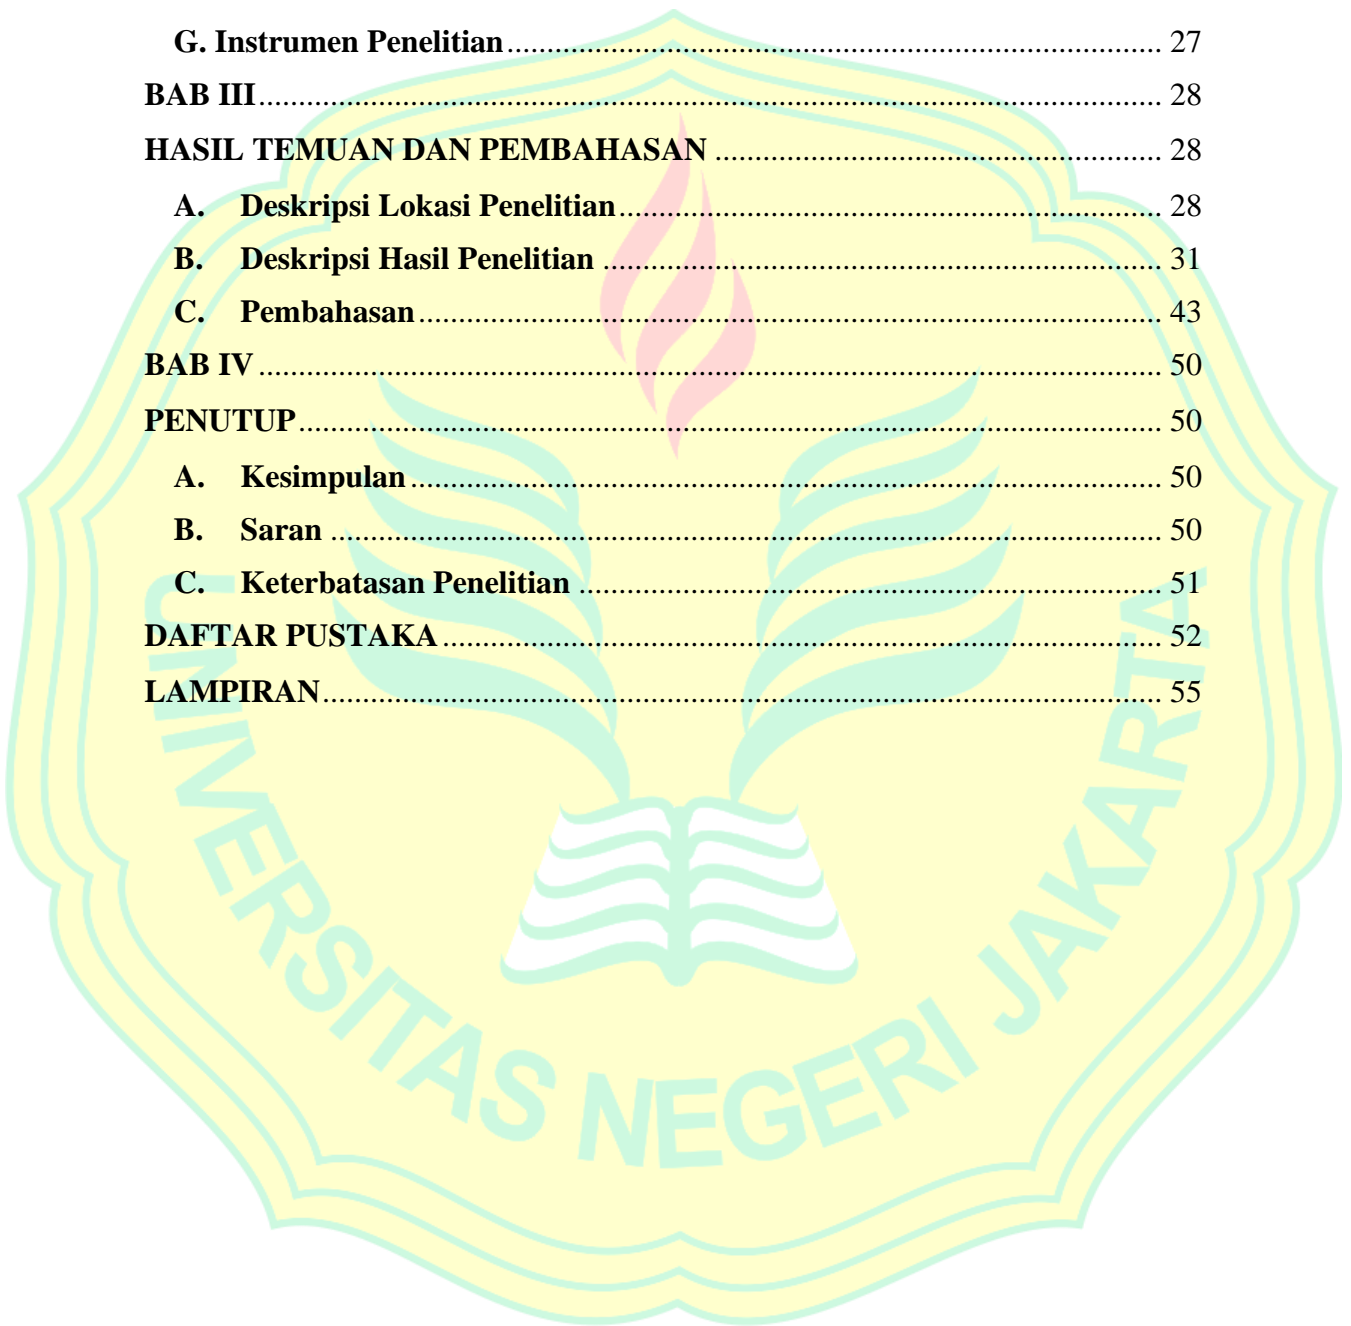 G. Instrumen Penelitian.................................................................................. 27
BAB III................................................................................................................. 28
HASIL TEMUAN DAN PEMBAHASAN ........................................................ 28
A. Deskripsi Lokasi Penelitian.................................................................... 28
B. Deskripsi Hasil Penelitian ...................................................................... 31
C. Pembahasan............................................................................................. 43
BAB IV ................................................................................................................. 50
PENUTUP............................................................................................................ 50
A. Kesimpulan.............................................................................................. 50
B. Saran ........................................................................................................ 50
C. Keterbatasan Penelitian ......................................................................... 51
DAFTAR PUSTAKA.......................................................................................... 52
LAMPIRAN......................................................................................................... 55
UNIVERSITAS NEGERI JAKARTA